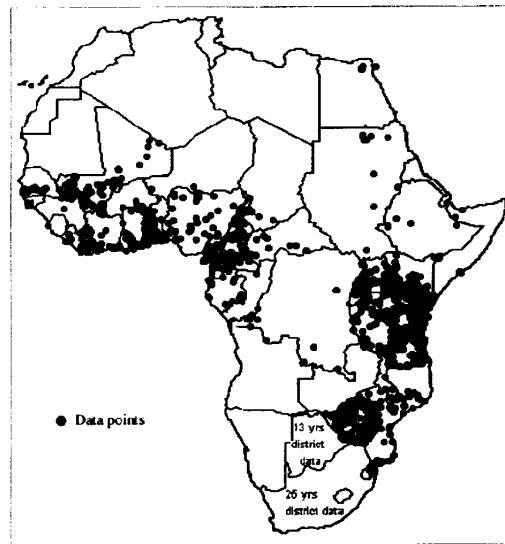 Data points
13 yrs
district
data
26 yrs
district data